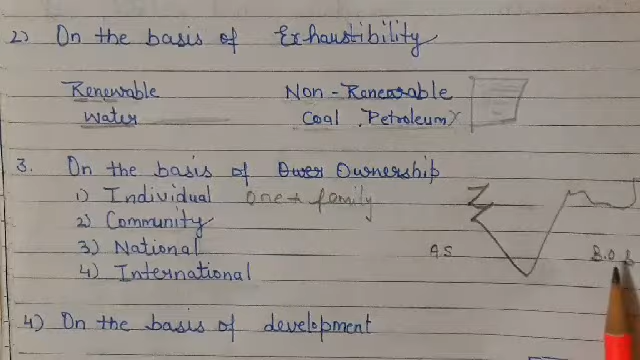 2) On the basis of Exhaustibility
Renewable Non-Renewable
Water Coal, Petroleum
3. On the basis of Ower Ownership
1) Individual One + family
2) Community
3) National
A.S B.O.B
4) International
4) On the basis of development